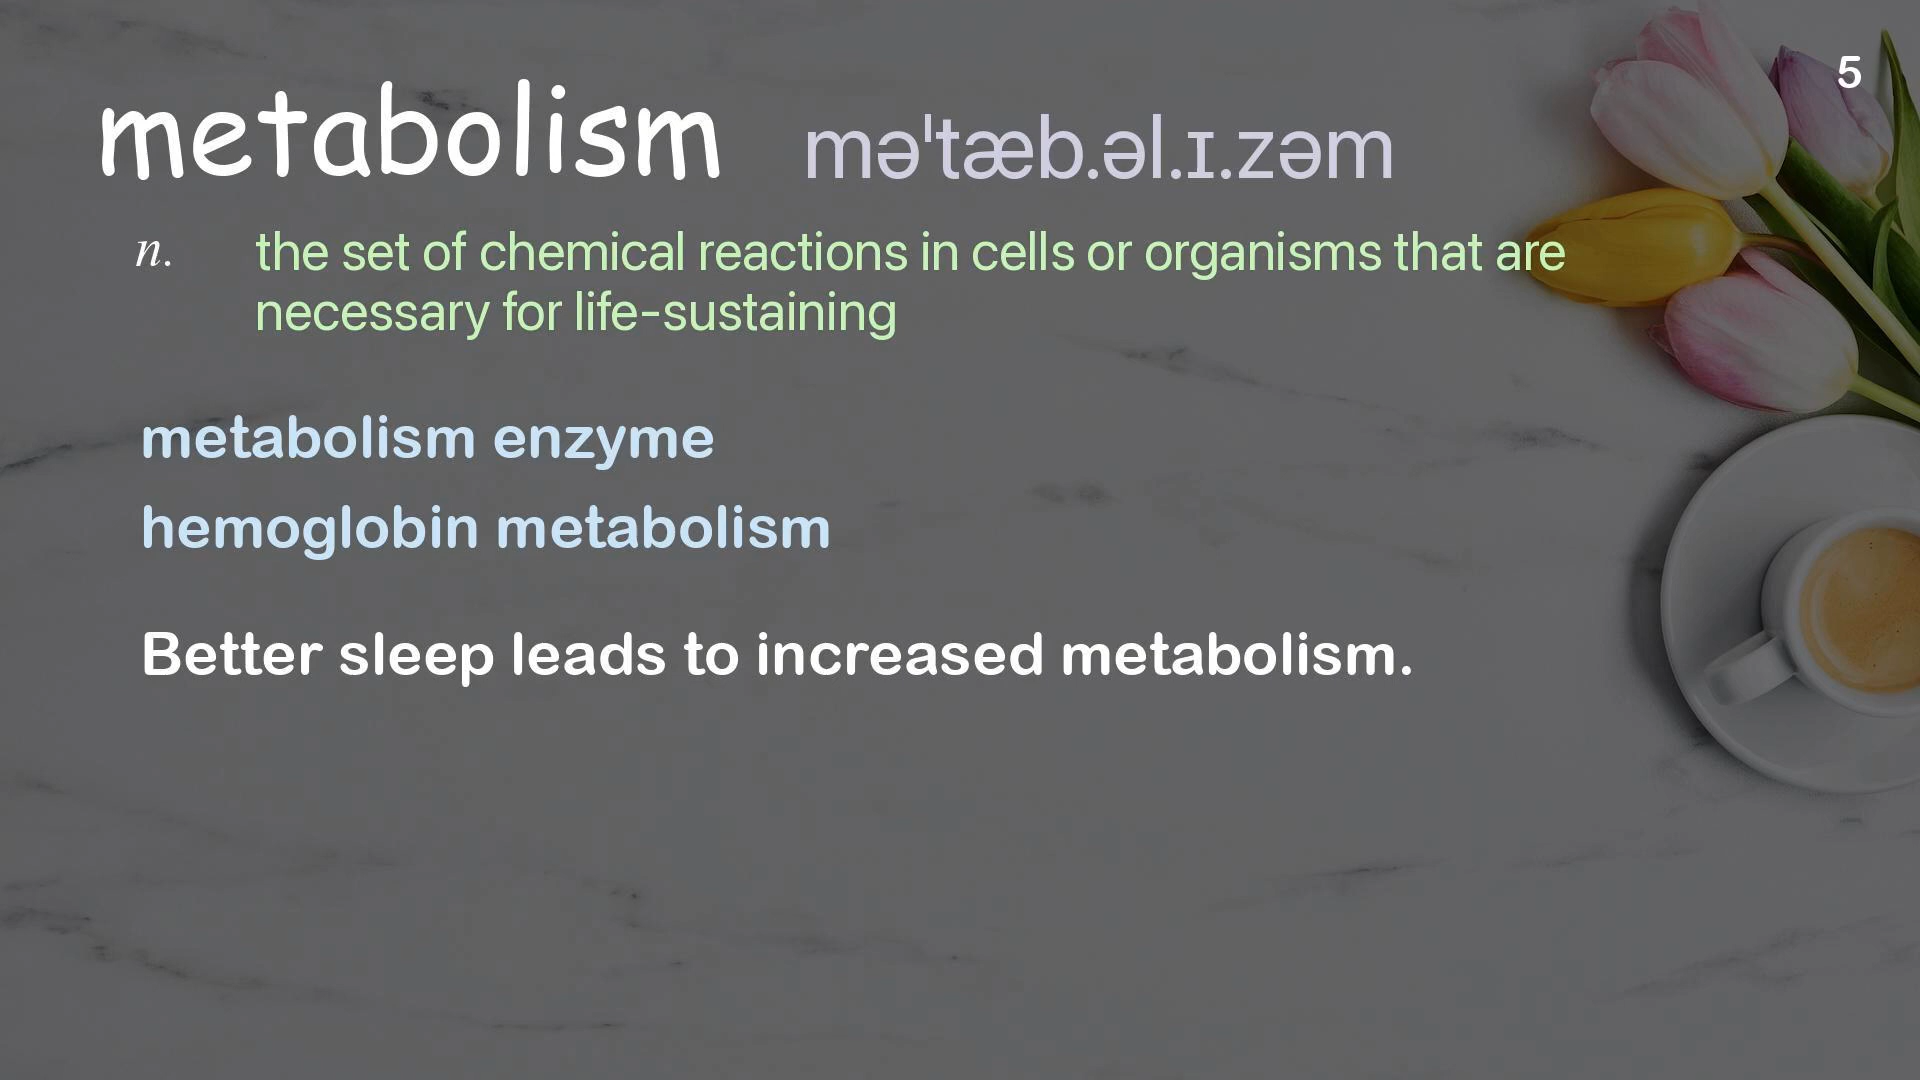 5
metabolism məˈtæb.əl.ɪ.zəm
n. the set of chemical reactions in cells or organisms that are
necessary for life-sustaining
metabolism enzyme
hemoglobin metabolism
Better sleep leads to increased metabolism.